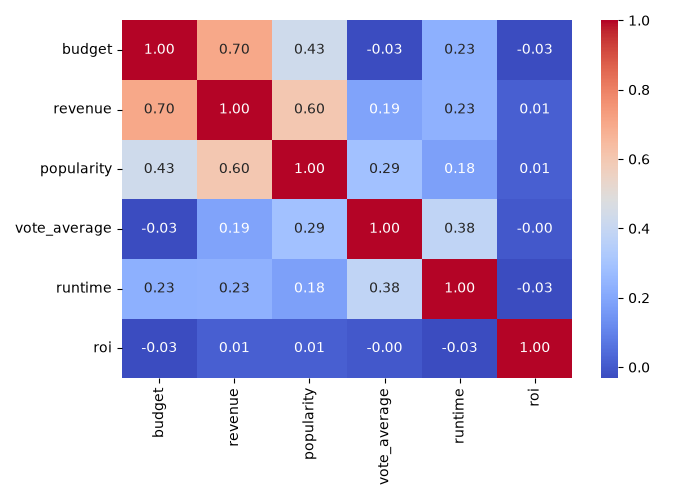 budget 1.00 0.70 0.43 -0.03 0.23 -0.03
revenue 0.70 1.00 0.60 0.19 0.23 0.01
popularity 0.43 0.60 1.00 0.29 0.18 0.01
vote_average -0.03 0.19 0.29 1.00 0.38 -0.00
runtime 0.23 0.23 0.18 0.38 1.00 -0.03
roi -0.03 0.01 0.01 -0.00 -0.03 1.00
budget
revenue
popularity
vote_average
runtime
roi
1.0
0.8
0.6
0.4
0.2
0.0